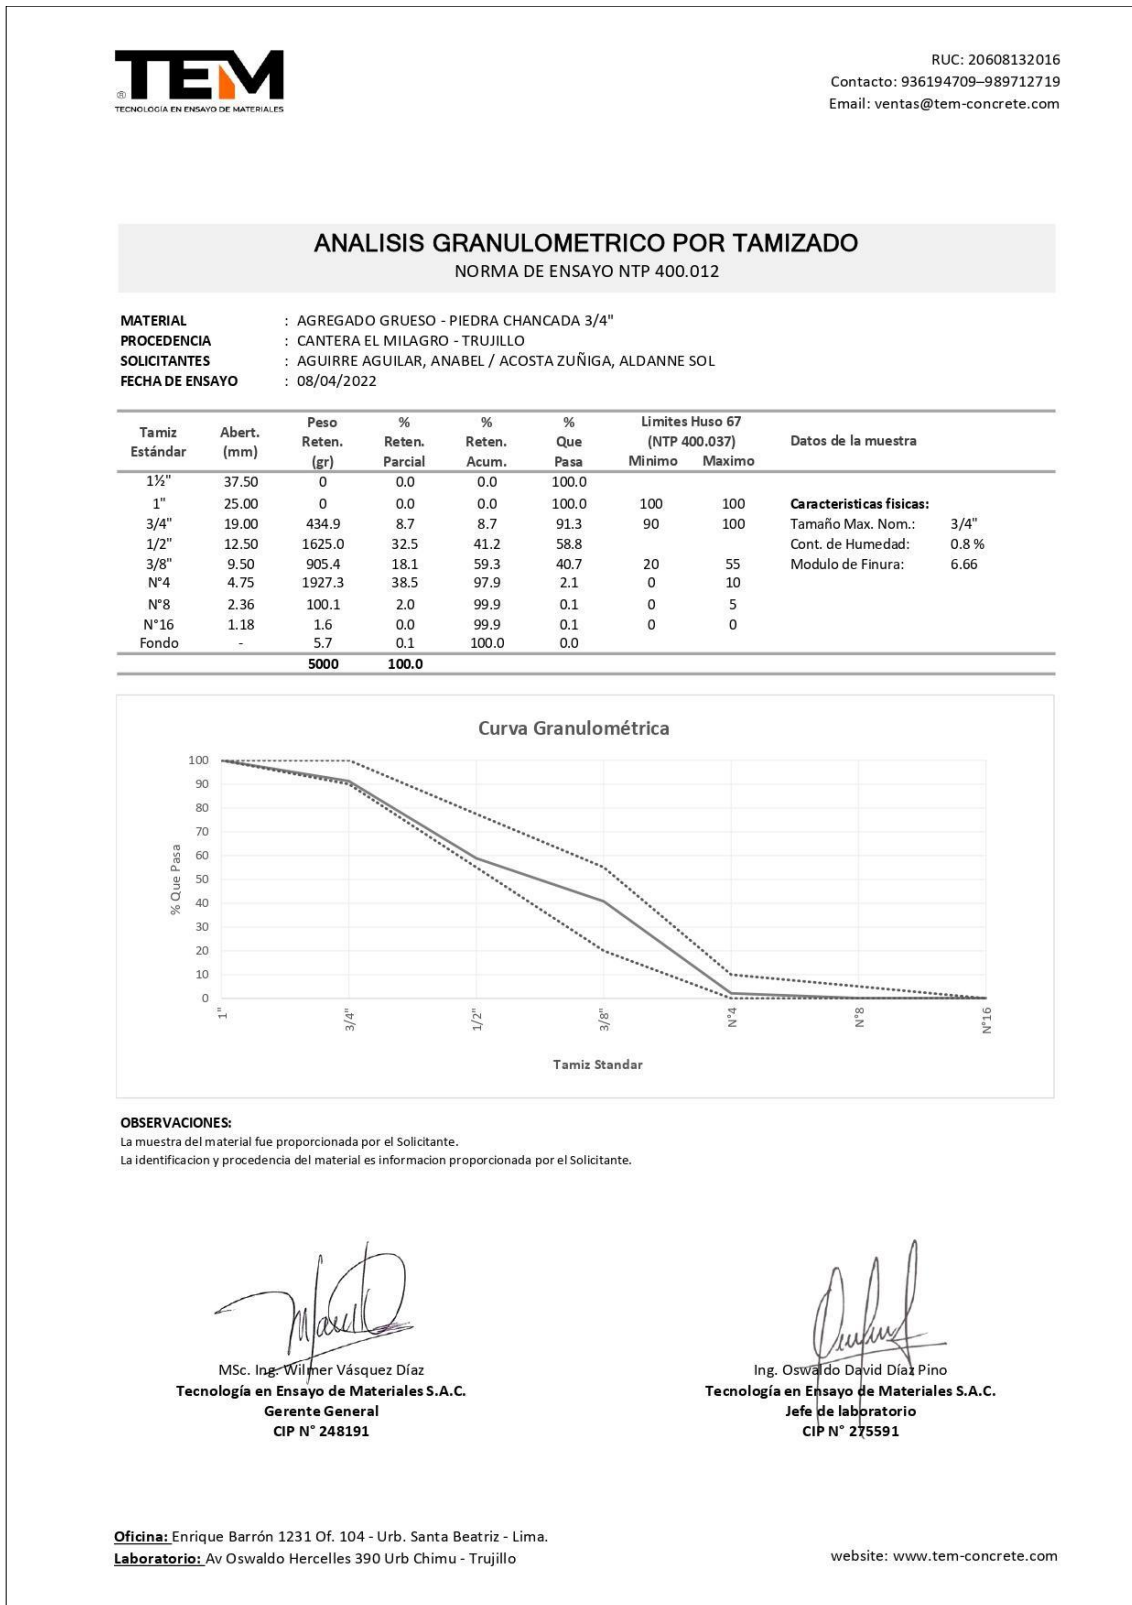 TEM
®
TECNOLOGÍA EN ENSAYO DE MATERIALES
RUC: 20608132016
Contacto: 936194709–989712719
Email: ventas@tem-concrete.com
ANALISIS GRANULOMETRICO POR TAMIZADO
NORMA DE ENSAYO NTP 400.012
MATERIAL : AGREGADO GRUESO - PIEDRA CHANCADA 3/4"
PROCEDENCIA : CANTERA EL MILAGRO - TRUJILLO
SOLICITANTES : AGUIRRE AGUILAR, ANABEL / ACOSTA ZUÑIGA, ALDANNE SOL
FECHA DE ENSAYO : 08/04/2022
Tamiz Estándar Abert. (mm) Peso Reten. (gr) % Reten. Parcial % Reten. Acum. % Que Pasa Limites Huso 67 (NTP 400.037) Minimo Maximo Datos de la muestra
1½" 37.50 0 0.0 0.0 100.0
1" 25.00 0 0.0 0.0 100.0 100 100 Caracteristicas fisicas:
3/4" 19.00 434.9 8.7 8.7 91.3 90 100 Tamaño Max. Nom.: 3/4"
1/2" 12.50 1625.0 32.5 41.2 58.8 Cont. de Humedad: 0.8 %
3/8" 9.50 905.4 18.1 59.3 40.7 20 55 Modulo de Finura: 6.66
N°4 4.75 1927.3 38.5 97.9 2.1 0 10
N°8 2.36 100.1 2.0 99.9 0.1 0 5
N°16 1.18 1.6 0.0 99.9 0.1 0 0
Fondo - 5.7 0.1 100.0 0.0
5000 100.0
Curva Granulométrica
100
90
80
70
60
50
40
30
20
10
0
% Que Pasa
1" 3/4" 1/2" 3/8" N°4 N°8 N°16
Tamiz Standar
OBSERVACIONES:
La muestra del material fue proporcionada por el Solicitante.
La identificacion y procedencia del material es informacion proporcionada por el Solicitante.
MSc. Ing. Wilmer Vásquez Díaz
Tecnología en Ensayo de Materiales S.A.C.
Gerente General
CIP N° 248191
Ing. Oswaldo David Díaz Pino
Tecnología en Ensayo de Materiales S.A.C.
Jefe de laboratorio
CIP N° 275591
Oficina: Enrique Barrón 1231 Of. 104 - Urb. Santa Beatriz - Lima.
Laboratorio: Av Oswaldo Hercelles 390 Urb Chimu - Trujillo
website: www.tem-concrete.com